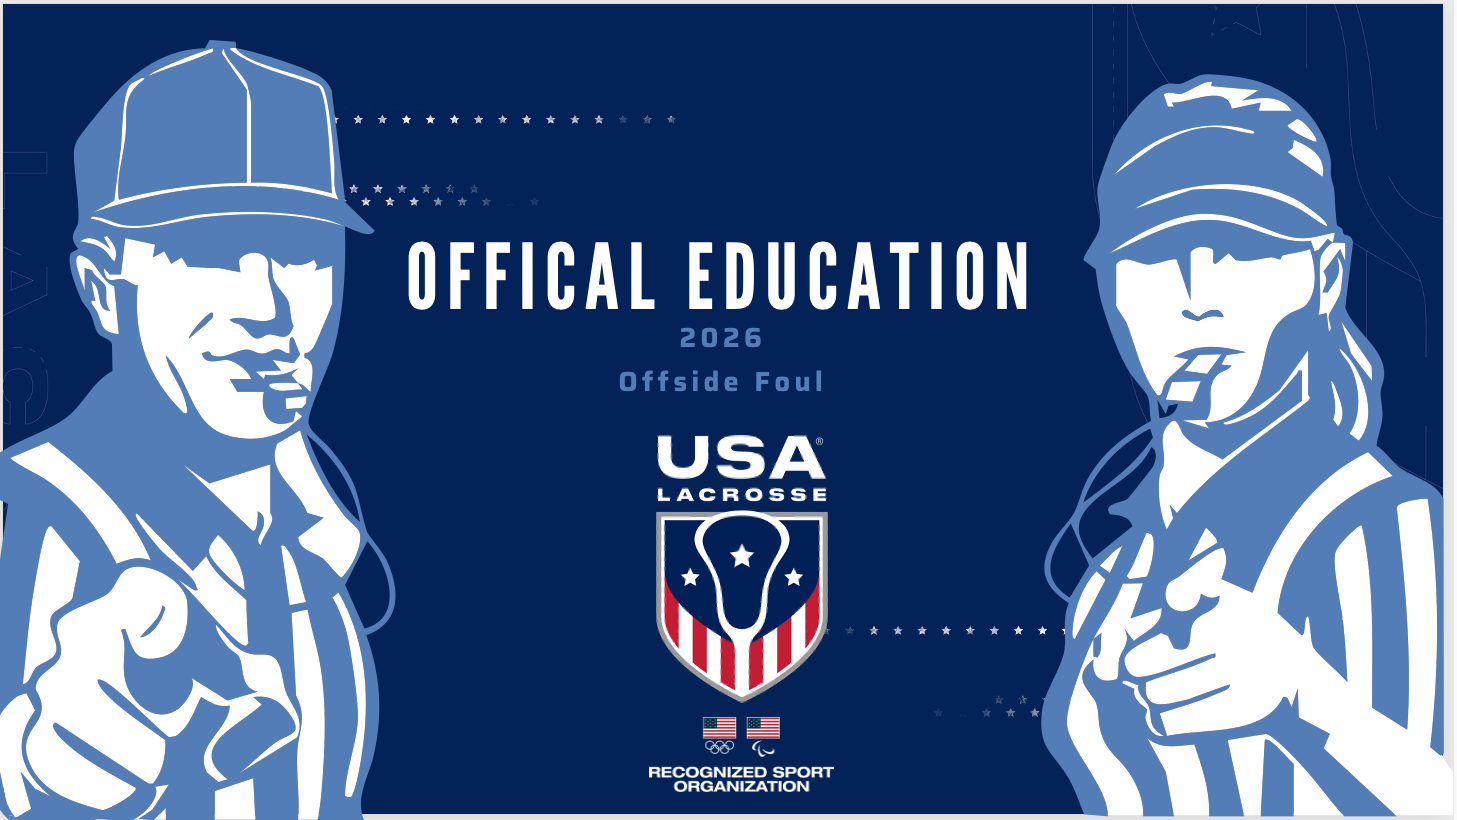 OFFICAL EDUCATION
2026
Offside Foul
USA®
LACROSSE
RECOGNIZED SPORT
ORGANIZATION